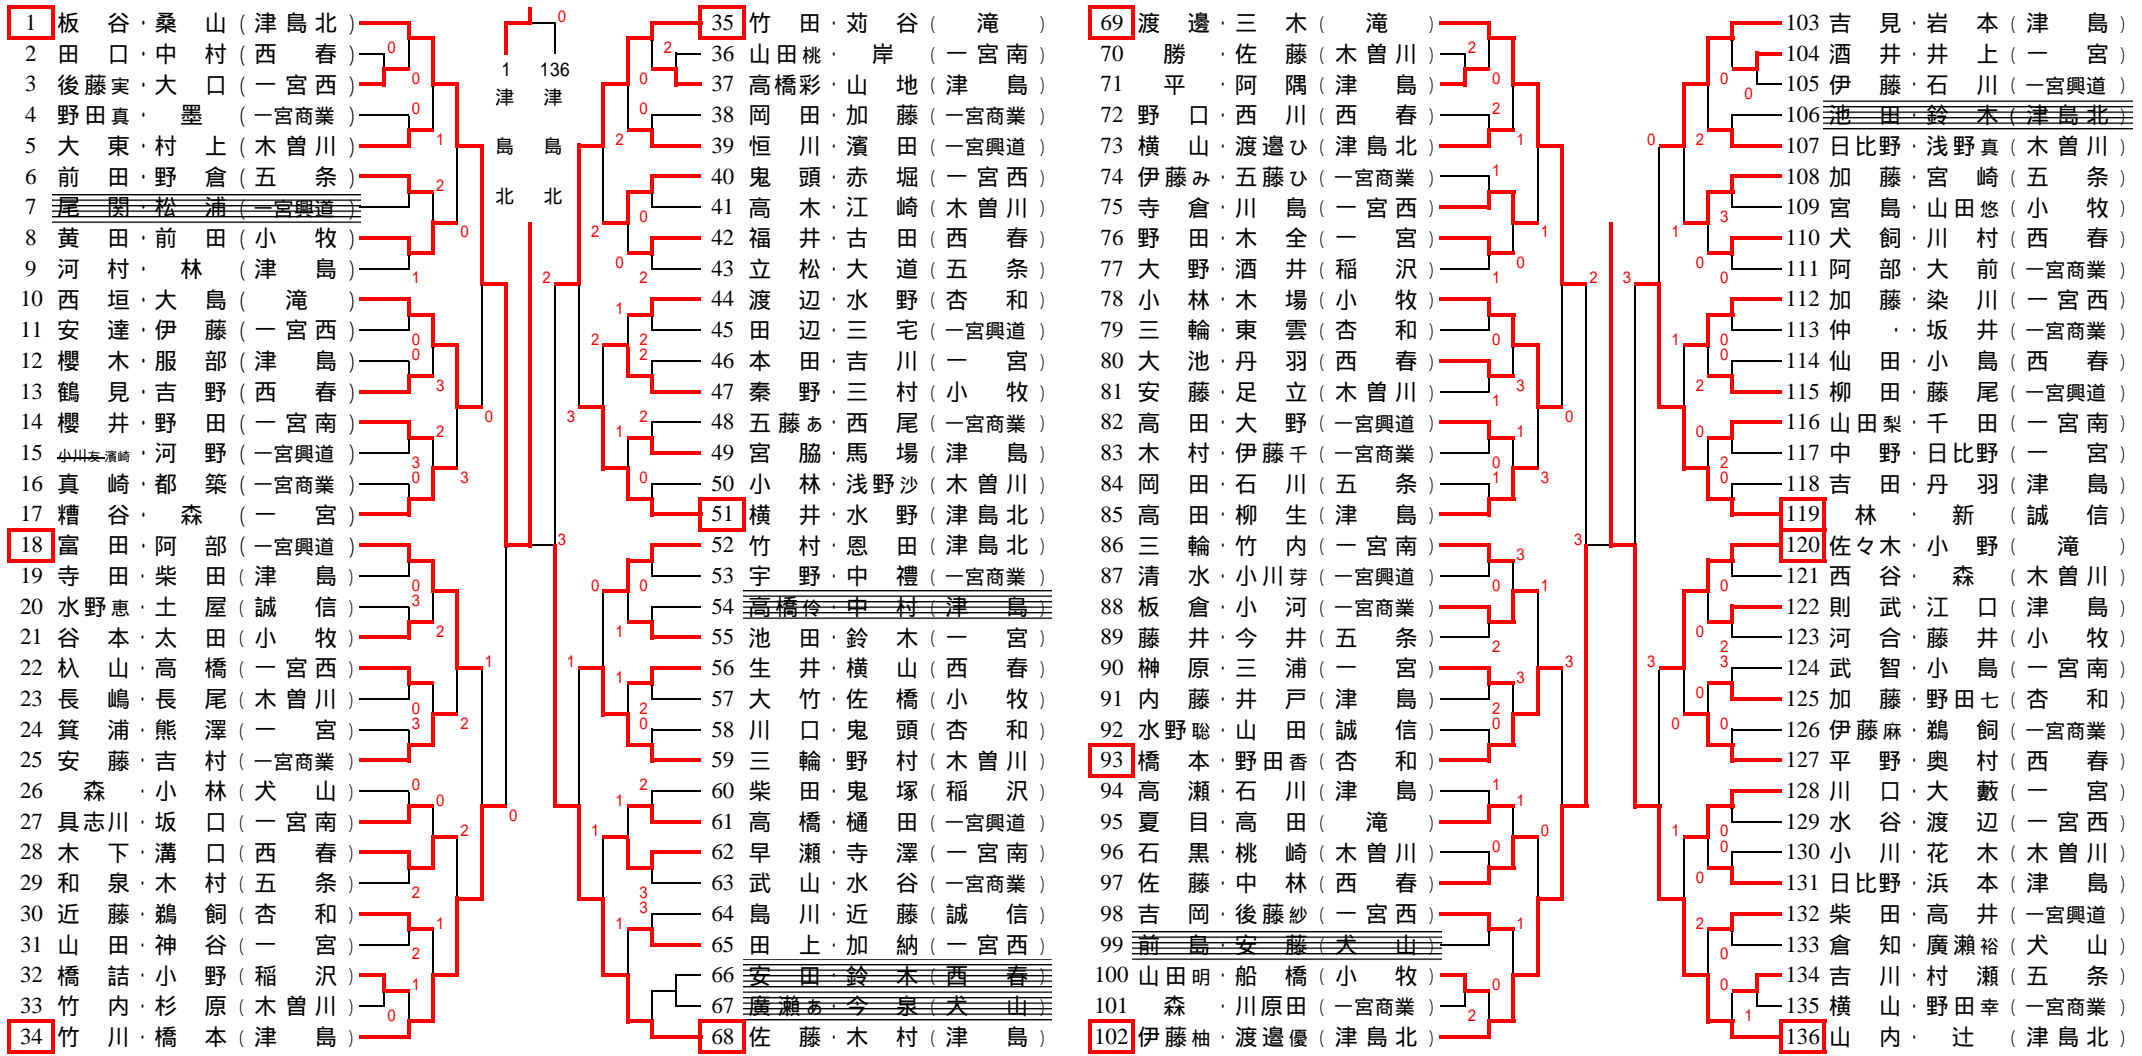 1 板谷・桑山(津島北)
2 田口・中村(西春)
3 後藤実・大口(一宮西)
4 野田真・墨(一宮商業)
5 大東・村上(木曽川)
6 前田・野倉(五条)
7 尾関・松浦(一宮興道)
8 黄田・前田(小牧)
9 河村・林(津島)
10 西垣・大島(滝)
11 安達・伊藤(一宮西)
12 櫻木・服部(津島)
13 鶴見・吉野(西春)
14 櫻井・野田(一宮南)
15 小川友 濱崎・河野(一宮興道)
16 真崎・都築(一宮商業)
17 糟谷・森(一宮)
18 富田・阿部(一宮興道)
19 寺田・柴田(津島)
20 水野恵・土屋(誠信)
21 谷本・太田(小牧)
22 杁山・高橋(一宮西)
23 長嶋・長尾(木曽川)
24 箕浦・熊澤(一宮)
25 安藤・吉村(一宮商業)
26 森・小林(犬山)
27 具志川・坂口(一宮南)
28 木下・溝口(西春)
29 和泉・木村(五条)
30 近藤・鵜飼(杏和)
31 山田・神谷(一宮)
32 橋詰・小野(稲沢)
33 竹内・杉原(木曽川)
34 竹川・橋本(津島)
0
1 136
津 津
島 島
北 北
35 竹田・苅谷(滝)
36 山田桃・岸(一宮南)
37 高橋彩・山地(津島)
38 岡田・加藤(一宮商業)
39 恒川・濱田(一宮興道)
40 鬼頭・赤堀(一宮西)
41 高木・江崎(木曽川)
42 福井・古田(西春)
43 立松・大道(五条)
44 渡辺・水野(杏和)
45 田辺・三宅(一宮興道)
46 本田・吉川(一宮)
47 秦野・三村(小牧)
48 五藤あ・西尾(一宮商業)
49 宮脇・馬場(津島)
50 小林・浅野沙(木曽川)
51 横井・水野(津島北)
52 竹村・恩田(津島北)
53 宇野・中禮(一宮商業)
54 高橋伶・中村(津島)
55 池田・鈴木(一宮)
56 生井・横山(西春)
57 大竹・佐橋(小牧)
58 川口・鬼頭(杏和)
59 三輪・野村(木曽川)
60 柴田・鬼塚(稲沢)
61 高橋・樋田(一宮興道)
62 早瀬・寺澤(一宮南)
63 武山・水谷(一宮商業)
64 島川・近藤(誠信)
65 田上・加納(一宮西)
66 安田・鈴木(西春)
67 廣瀬あ・今泉(犬山)
68 佐藤・木村(津島)
69 渡邊・三木(滝)
70 勝・佐藤(木曽川)
71 平・阿隅(津島)
72 野口・西川(西春)
73 横山・渡邉ひ(津島北)
74 伊藤み・五藤ひ(一宮商業)
75 寺倉・川島(一宮西)
76 野田・木全(一宮)
77 大野・酒井(稲沢)
78 小林・木場(小牧)
79 三輪・東雲(杏和)
80 大池・丹羽(西春)
81 安藤・足立(木曽川)
82 高田・大野(一宮興道)
83 木村・伊藤千(一宮商業)
84 岡田・石川(五条)
85 高田・柳生(津島)
86 三輪・竹内(一宮南)
87 清水・小川芽(一宮興道)
88 板倉・小河(一宮商業)
89 藤井・今井(五条)
90 榊原・三浦(一宮)
91 内藤・井戸(津島)
92 水野聡・山田(誠信)
93 橋本・野田香(杏和)
94 高瀬・石川(津島)
95 夏目・高田(滝)
96 石黒・桃崎(木曽川)
97 佐藤・中林(西春)
98 吉岡・後藤紗(一宮西)
99 前島・安藤(犬山)
100 山田明・船橋(小牧)
101 森・川原田(一宮商業)
102 伊藤柚・渡邉優(津島北)
103 吉見・岩本(津島)
104 酒井・井上(一宮)
105 伊藤・石川(一宮興道)
106 池田・鈴木(津島北)
107 日比野・浅野真(木曽川)
108 加藤・宮崎(五条)
109 宮島・山田悠(小牧)
110 犬飼・川村(西春)
111 阿部・大前(一宮商業)
112 加藤・染川(一宮西)
113 仲・・坂井(一宮商業)
114 仙田・小島(西春)
115 柳田・藤尾(一宮興道)
116 山田梨・千田(一宮南)
117 中野・日比野(一宮)
118 吉田・丹羽(津島)
119 林・新(誠信)
120 佐々木・小野(滝)
121 西谷・森(木曽川)
122 則武・江口(津島)
123 河合・藤井(小牧)
124 武智・小島(一宮南)
125 加藤・野田七(杏和)
126 伊藤麻・鵜飼(一宮商業)
127 平野・奥村(西春)
128 川口・大藪(一宮)
129 水谷・渡辺(一宮西)
130 小川・花木(木曽川)
131 日比野・浜本(津島)
132 柴田・高井(一宮興道)
133 倉知・廣瀬裕(犬山)
134 吉川・村瀬(五条)
135 横山・野田幸(一宮商業)
136 山内・辻(津島北)